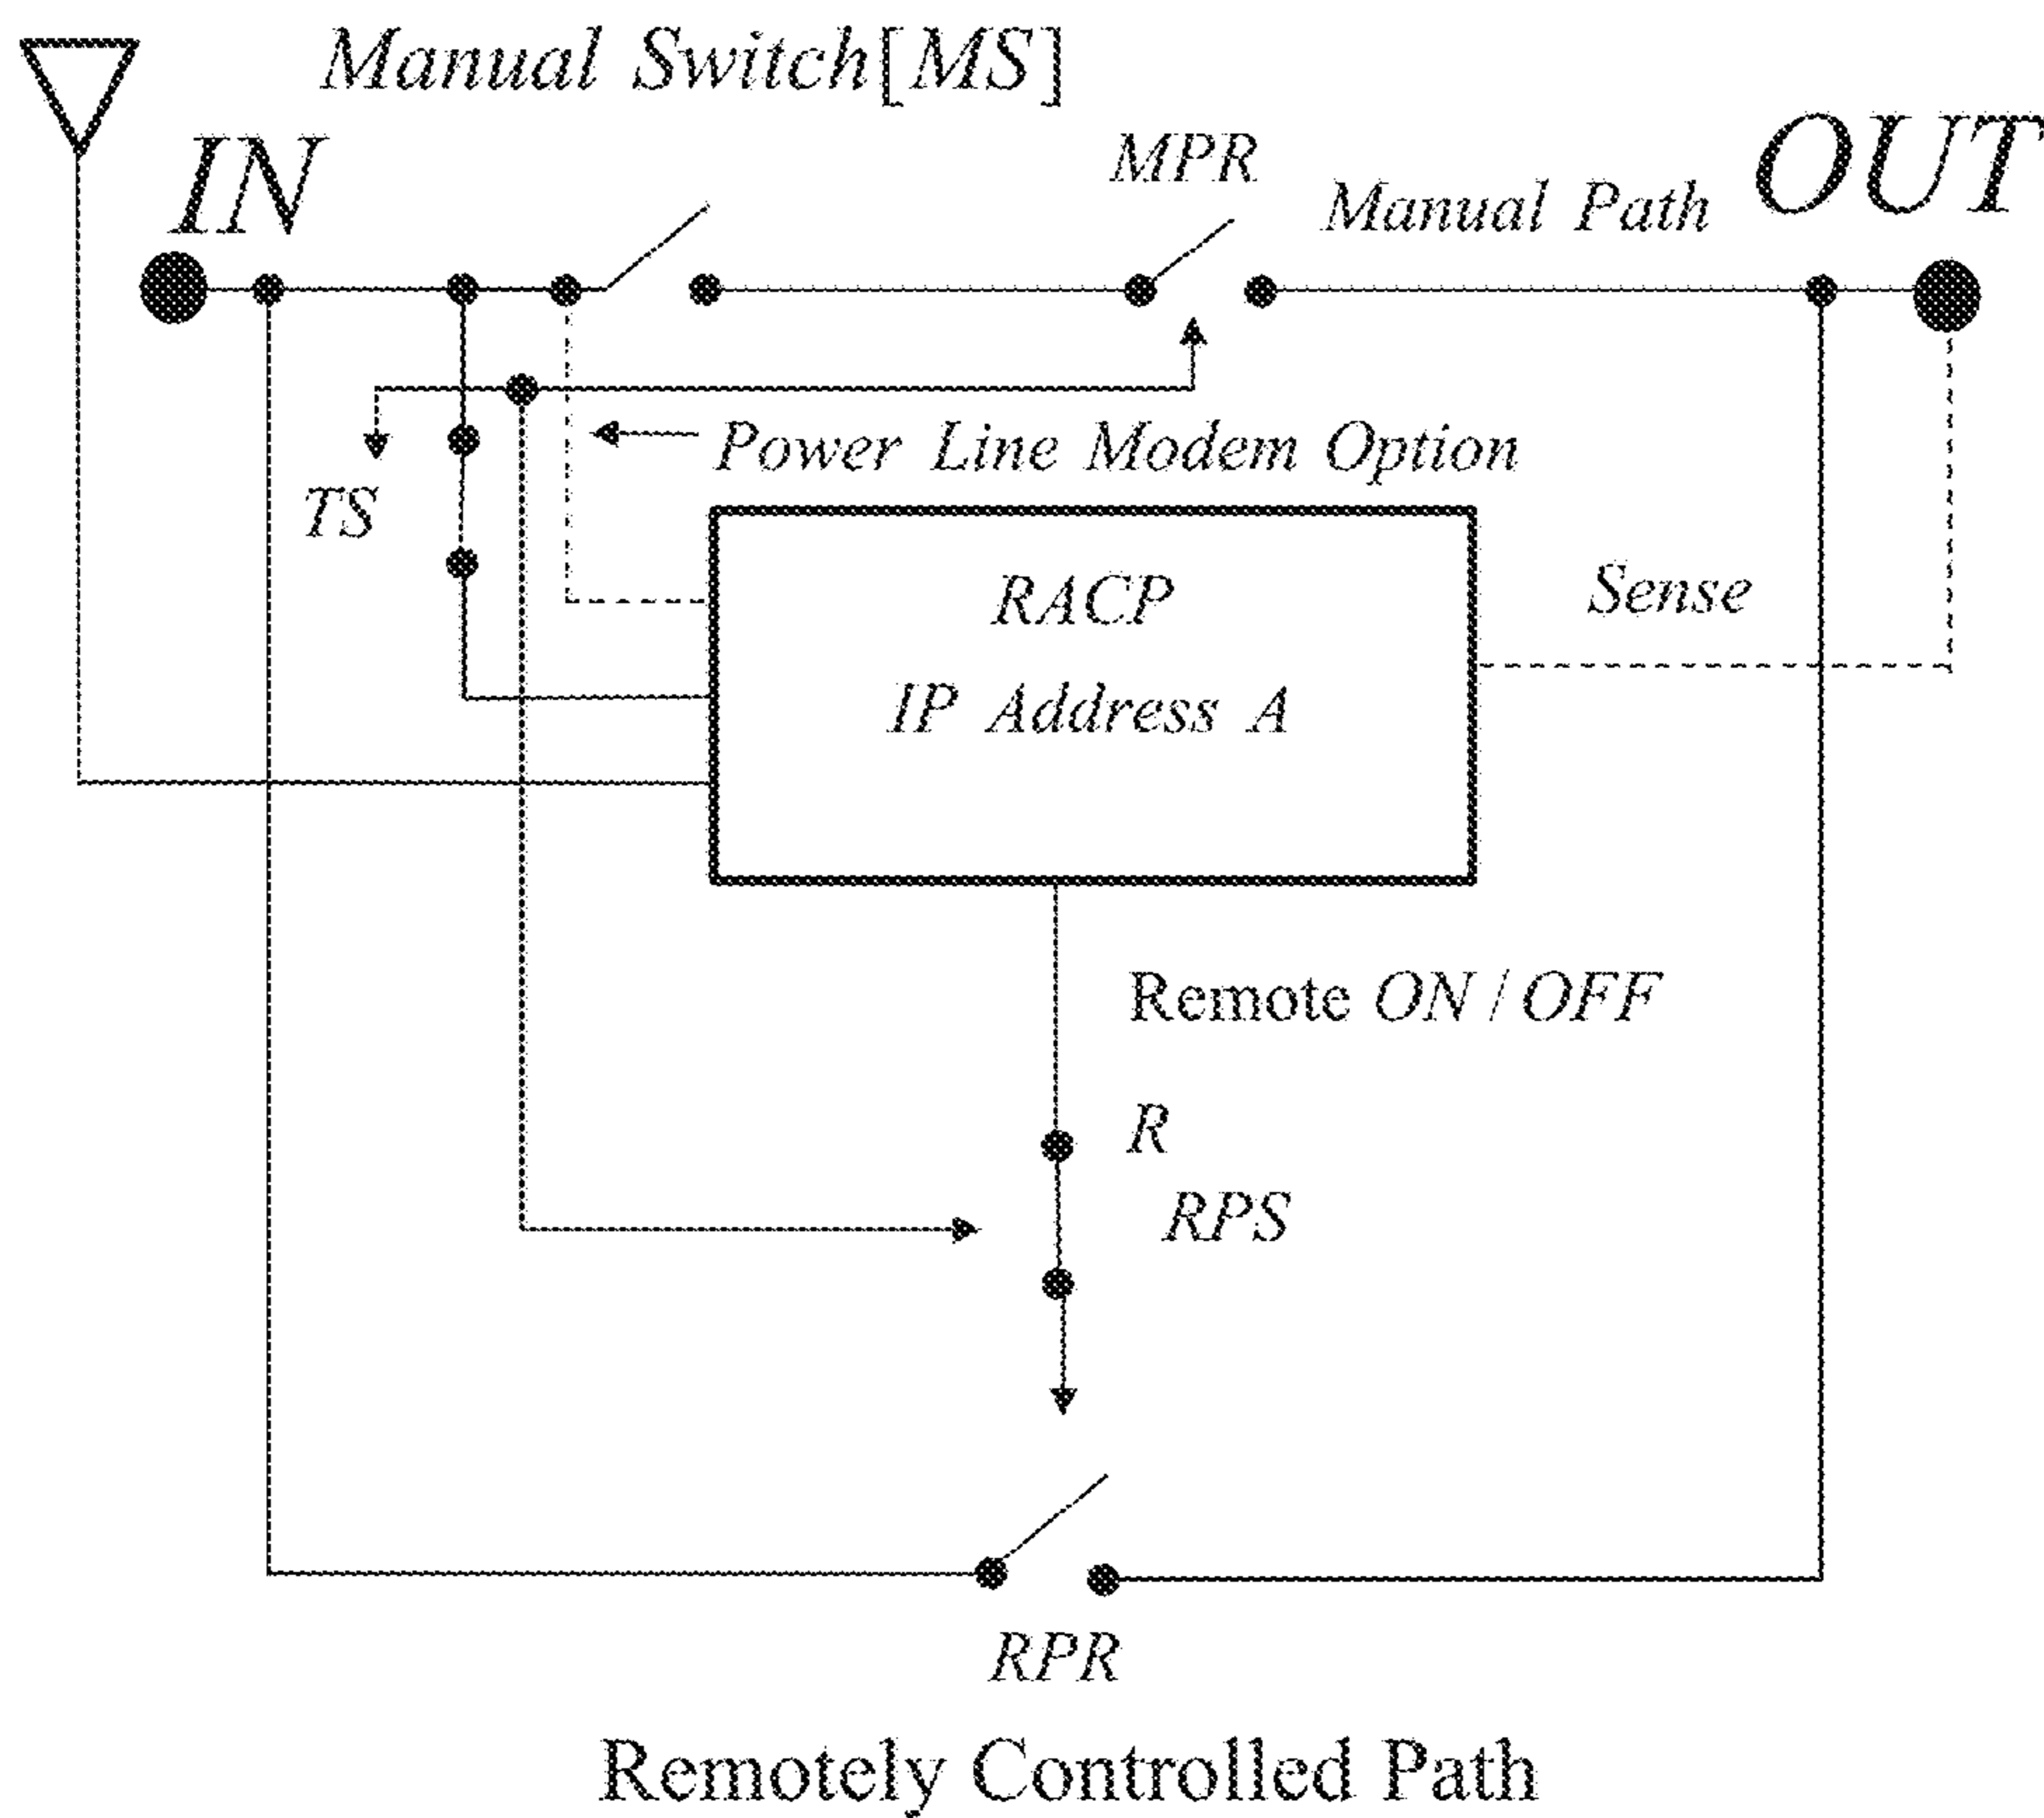 Manual Switch[MS]
IN
MPR
Manual Path
OUT
Power Line Modem Option
TS
RACP
IP Address A
Sense
Remote ON / OFF
R
RPS
RPR
Remotely Controlled Path